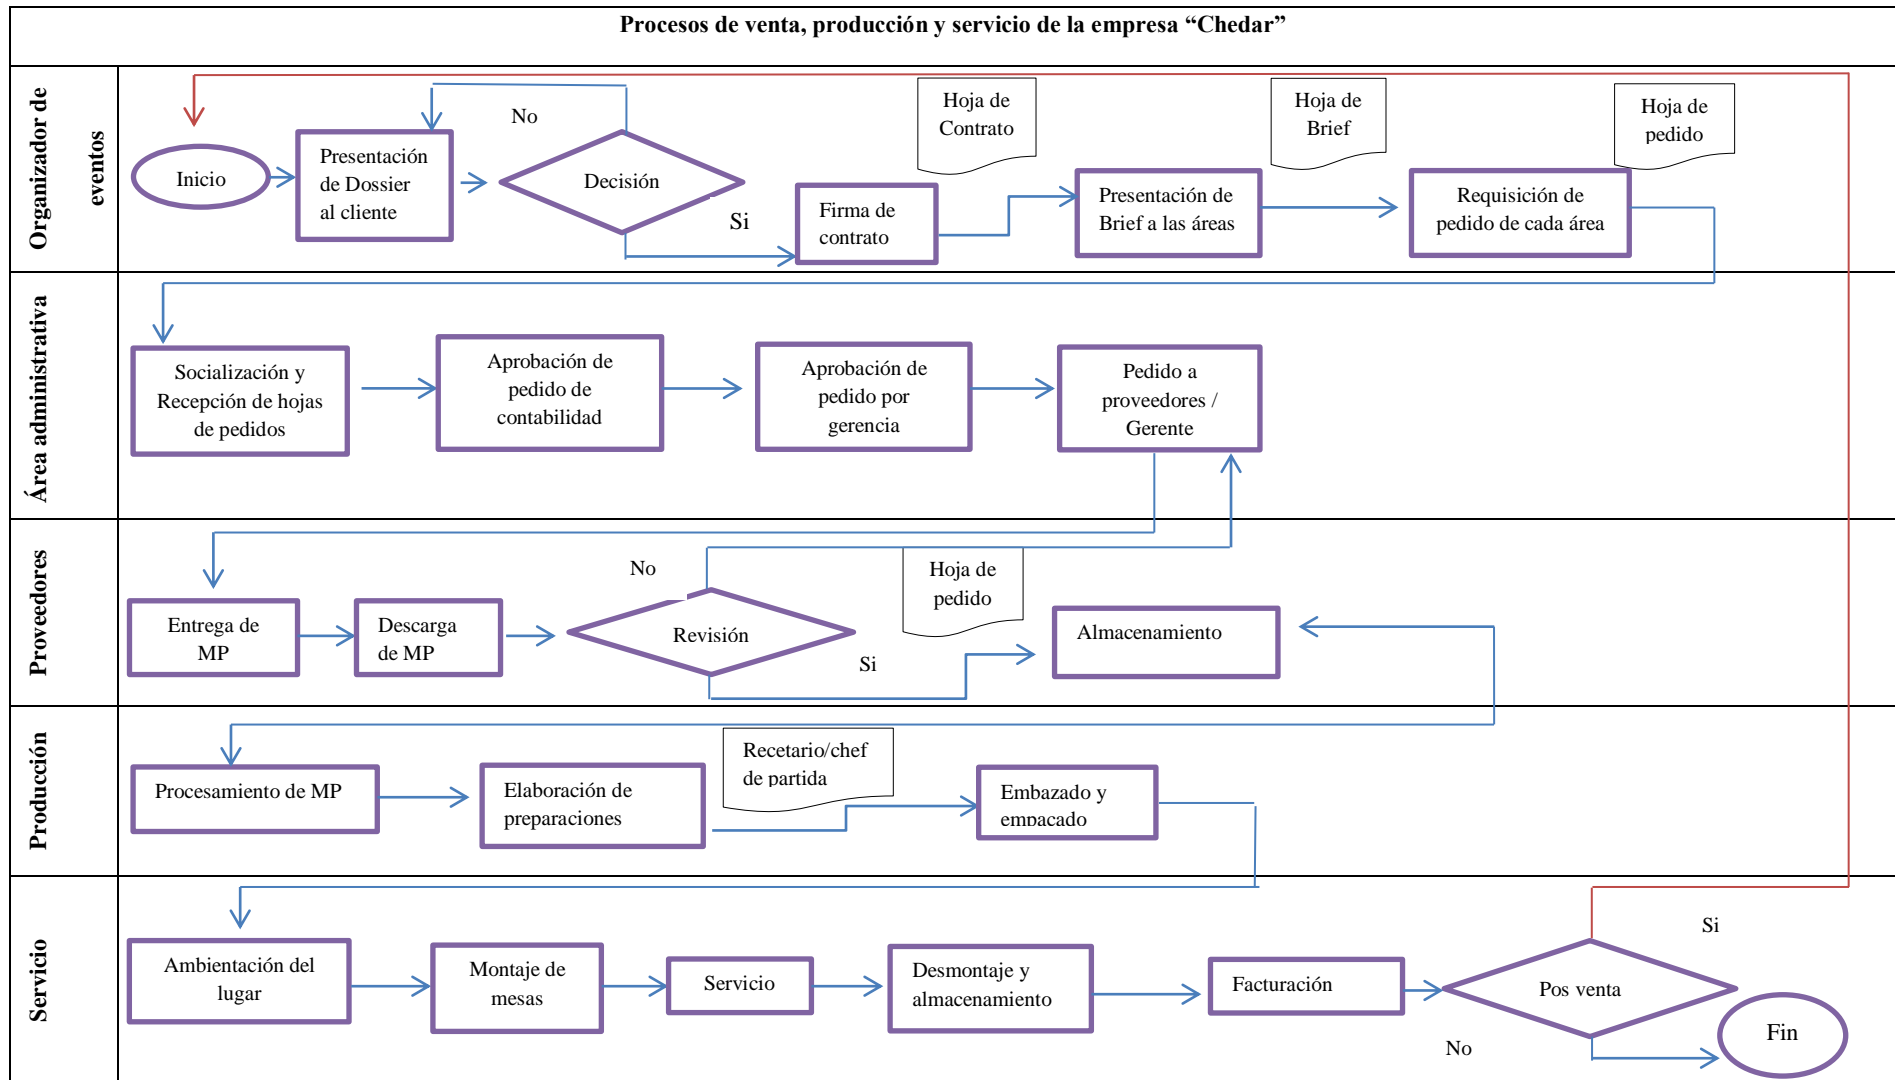 Procesos de venta, producción y servicio de la empresa “Chedar”
Organizador de
eventos
Inicio
Presentación
de Dossier
al cliente
No
Decisión
Si
Firma de
contrato
Hoja de
Contrato
Presentación de
Brief a las áreas
Hoja de
Brief
Requisición de
pedido de cada área
Hoja de
pedido
Área administrativa
Socialización y
Recepción de hojas
de pedidos
Aprobación de
pedido de
contabilidad
Aprobación de
pedido por
gerencia
Pedido a
proveedores /
Gerente
Proveedores
Entrega de
MP
Descarga
de MP
No
Revisión
Si
Hoja de
pedido
Almacenamiento
Producción
Procesamiento de MP
Elaboración de
preparaciones
Recetario/chef
de partida
Embazado y
empacado
Servicio
Ambientación del
lugar
Montaje de
mesas
Servicio
Desmontaje y
almacenamiento
Facturación
Pos venta
Si
No
Fin